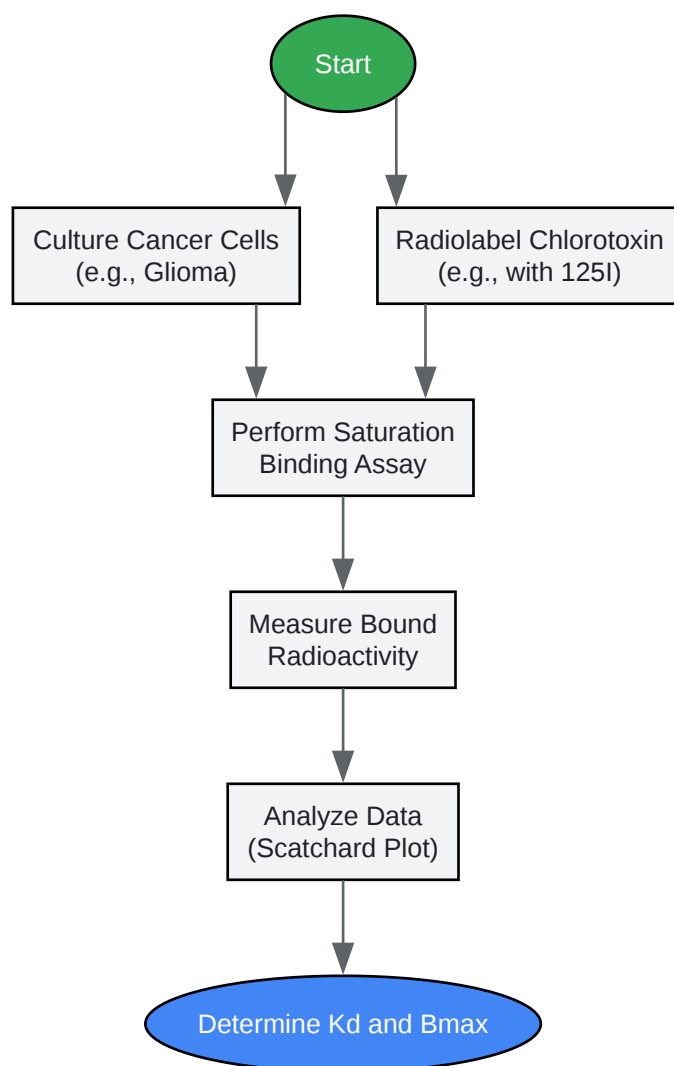 Start
Culture Cancer Cells
(e.g., Glioma)
Radiolabel Chlorotoxin
(e.g., with 125I)
Perform Saturation
Binding Assay
Measure Bound
Radioactivity
Analyze Data
(Scatchard Plot)
Determine Kd and Bmax